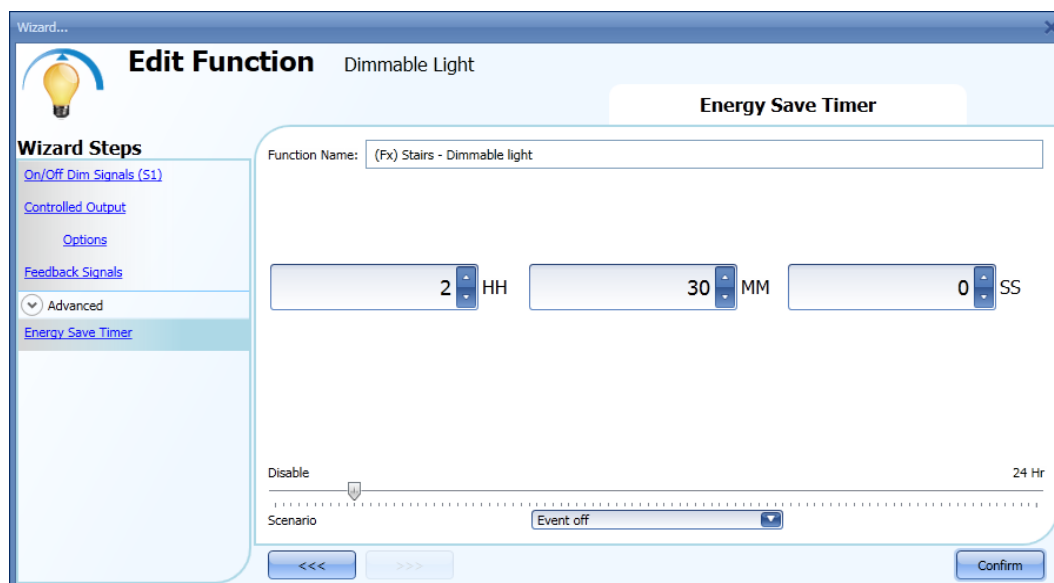 Wizard...
Edit Function Dimmable Light
Energy Save Timer
Wizard Steps
On/Off Dim Signals (S1)
Controlled Output
Options
Feedback Signals
Advanced
Energy Save Timer
Function Name: (Fx) Stairs - Dimmable light
2 HH 30 MM 0 SS
Disable 24 Hr
Scenario Event off
<<< >>> Confirm